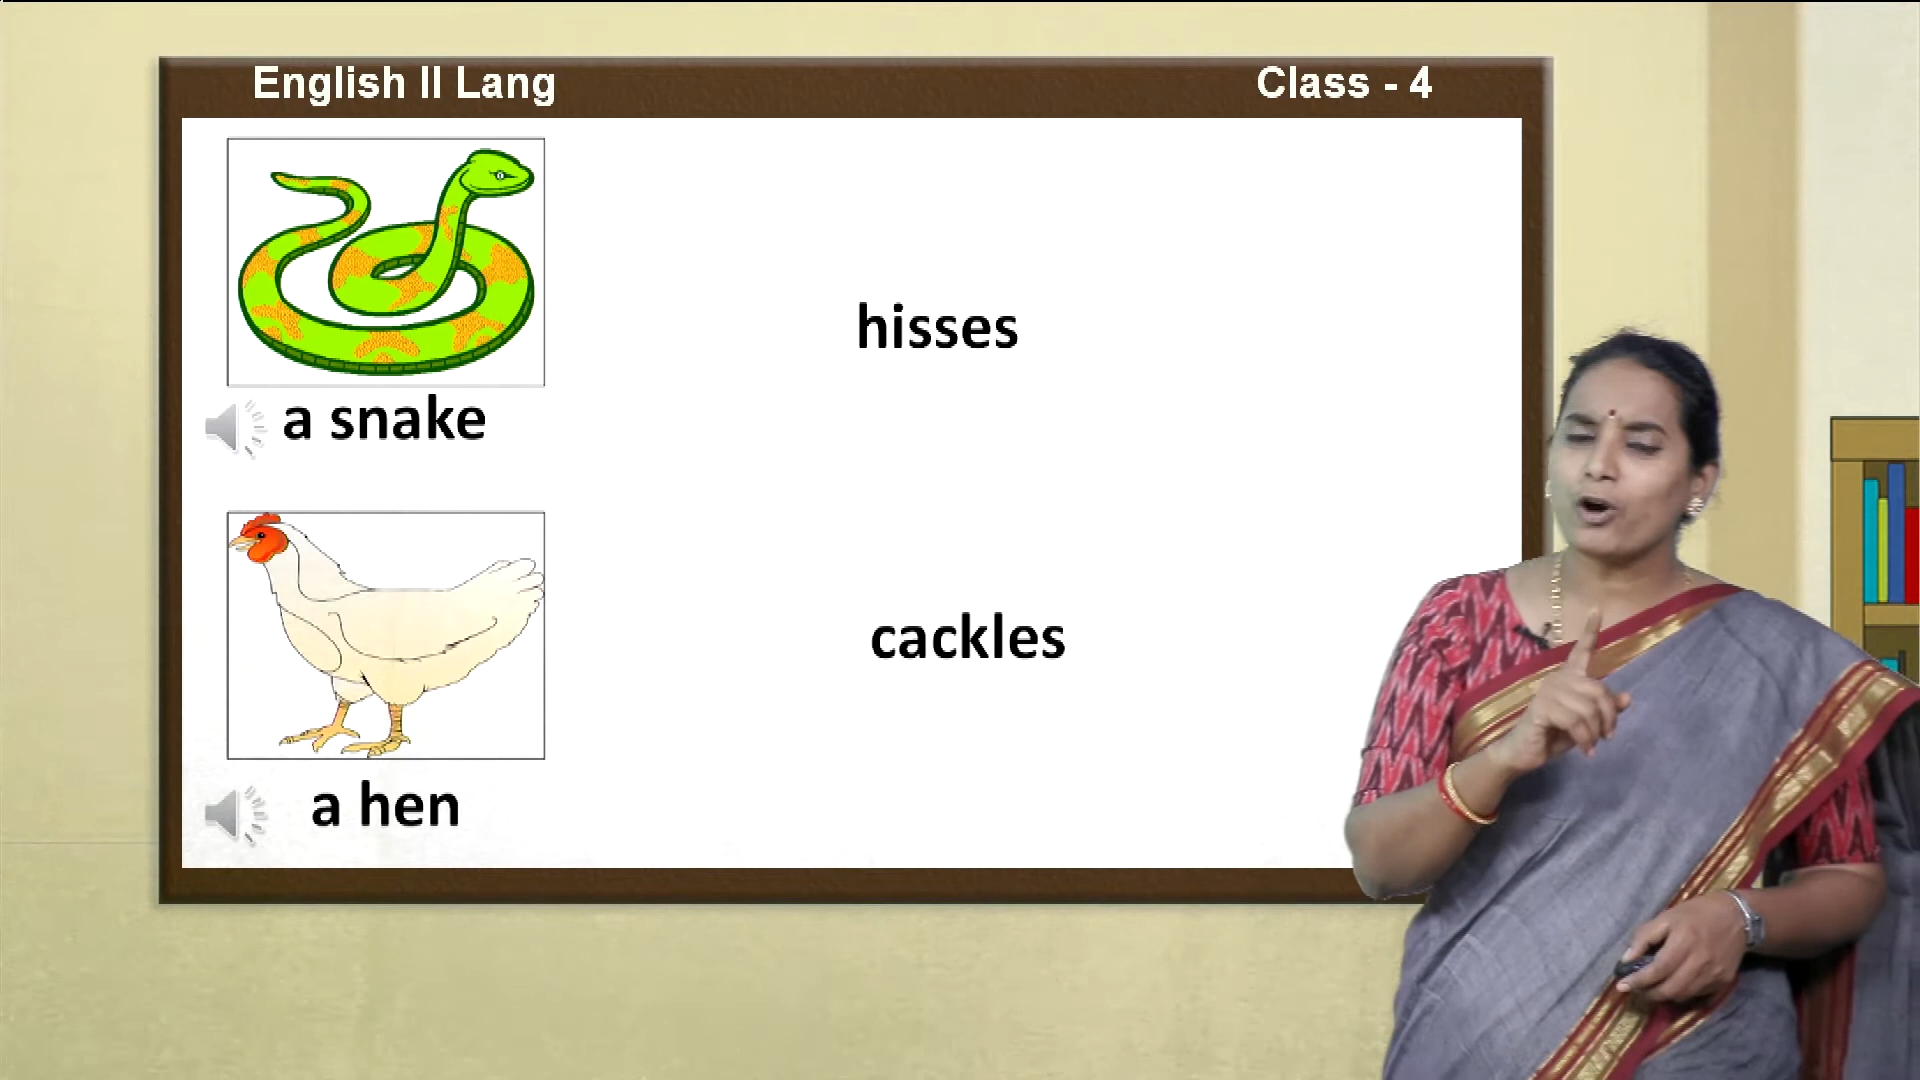 English II Lang
Class - 4
hisses
a snake
cackles
a hen